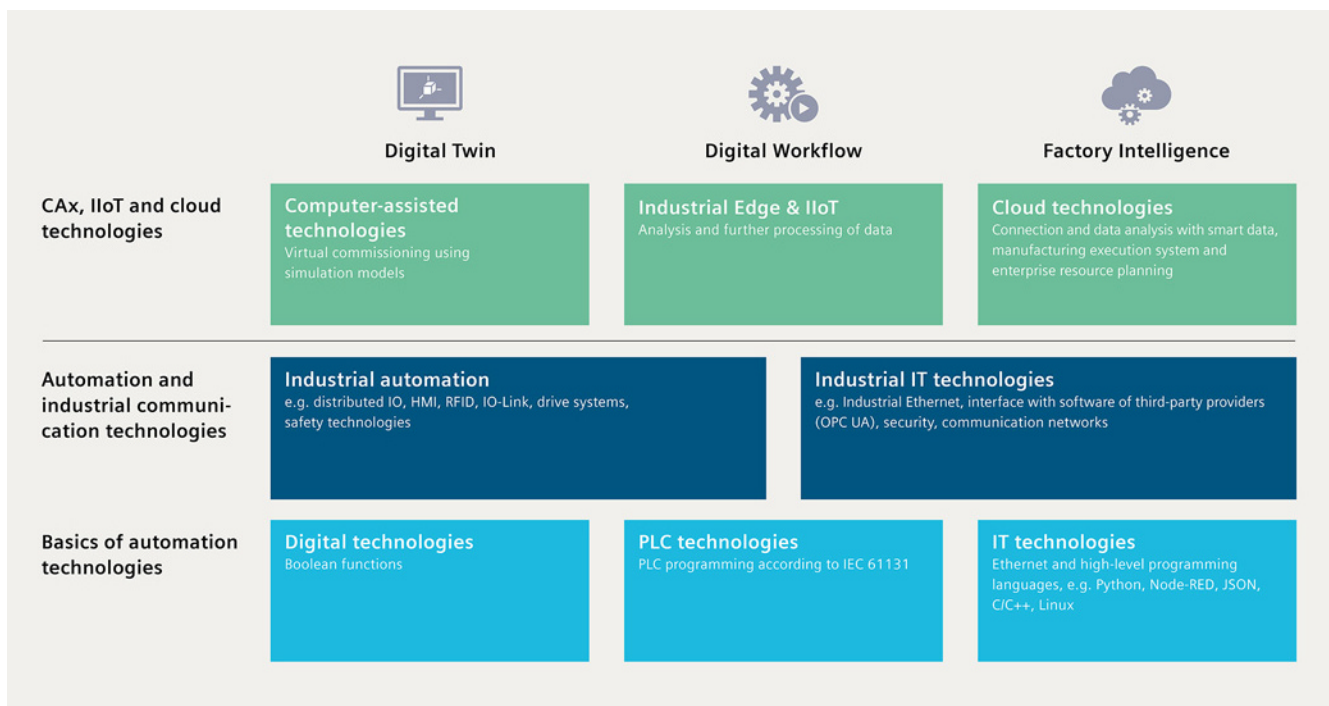 Digital Twin
Digital Workflow
Factory Intelligence
CAx, IIoT and cloud
technologies
Computer-assisted
technologies
Virtual commissioning using
simulation models
Industrial Edge & IIoT
Analysis and further processing of data
Cloud technologies
Connection and data analysis with smart data,
manufacturing execution system and
enterprise resource planning
Automation and
industrial communi-
cation technologies
Industrial automation
e.g. distributed IO, HMI, RFID, IO-Link, drive systems,
safety technologies
Industrial IT technologies
e.g. Industrial Ethernet, interface with software of third-party providers
(OPC UA), security, communication networks
Basics of automation
technologies
Digital technologies
Boolean functions
PLC technologies
PLC programming according to IEC 61131
IT technologies
Ethernet and high-level programming
languages, e.g. Python, Node-RED, JSON,
C/C++, Linux